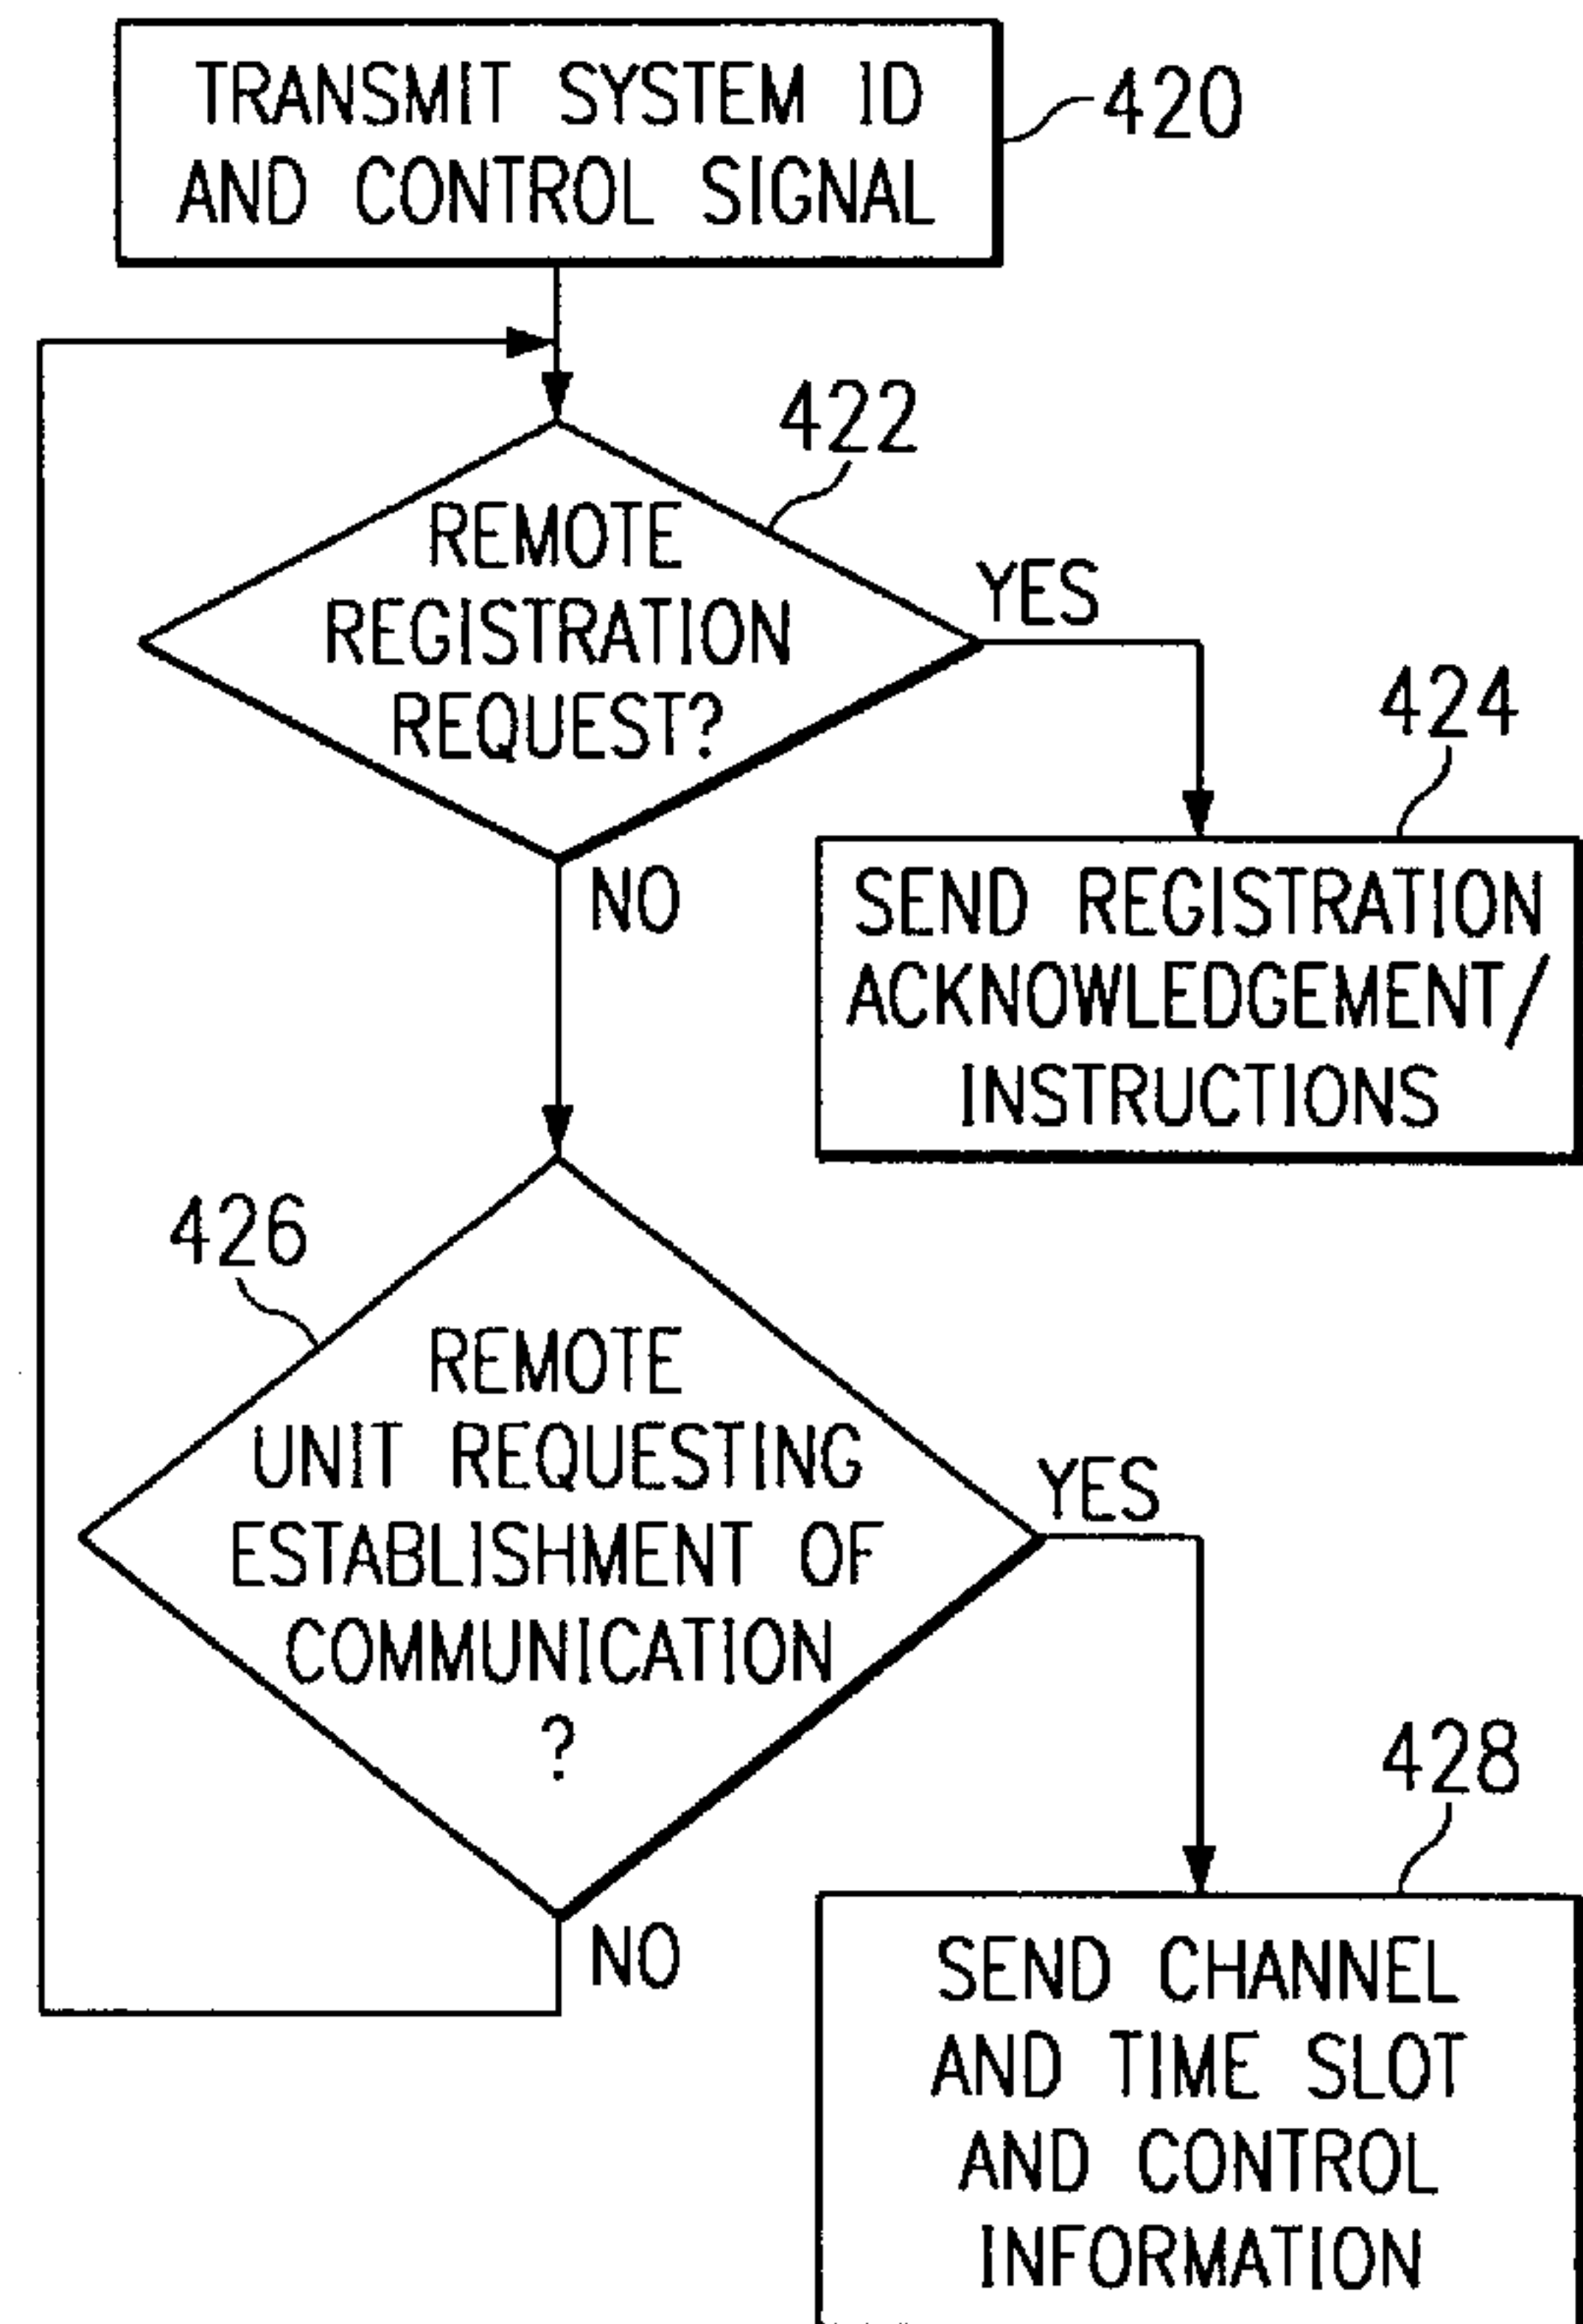 TRANSMIT SYSTEM ID
AND CONTROL SIGNAL
420
422
REMOTE
REGISTRATION
REQUEST?
YES
NO
424
SEND REGISTRATION
ACKNOWLEDGEMENT/
INSTRUCTIONS
426
REMOTE
UNIT REQUESTING
ESTABLISHMENT OF
COMMUNICATION
?
YES
NO
428
SEND CHANNEL
AND TIME SLOT
AND CONTROL
INFORMATION